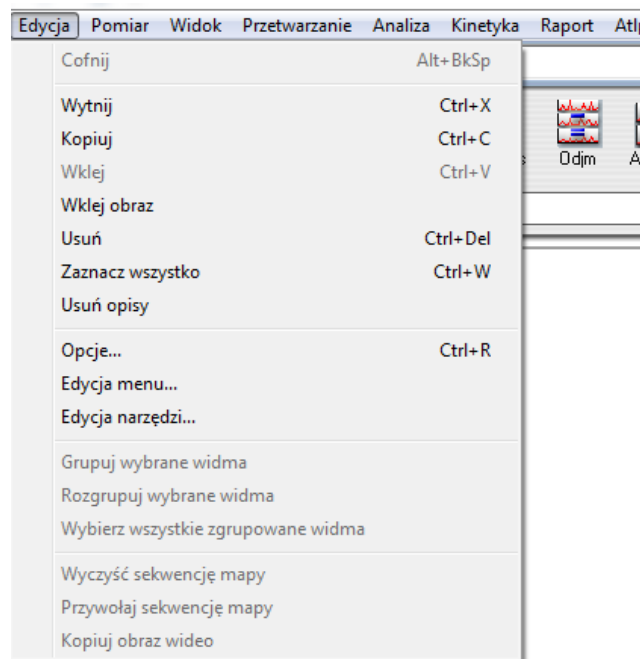 Edycja Pomiar Widok Przetwarzanie Analiza Kinetyka Raport
Cofnij Alt+BkSp
Wytnij Ctrl+X
Kopiuj Ctrl+C
Wklej Ctrl+V
Wklej obraz
Usuń Ctrl+Del
Zaznacz wszystko Ctrl+W
Usuń opisy
Opcje... Ctrl+R
Edycja menu...
Edycja narzędzi...
Grupuj wybrane widma
Rozgrupuj wybrane widma
Wybierz wszystkie zgrupowane widma
Wyczyść sekwencję mapy
Przywołaj sekwencję mapy
Kopiuj obraz wideo
Odjm